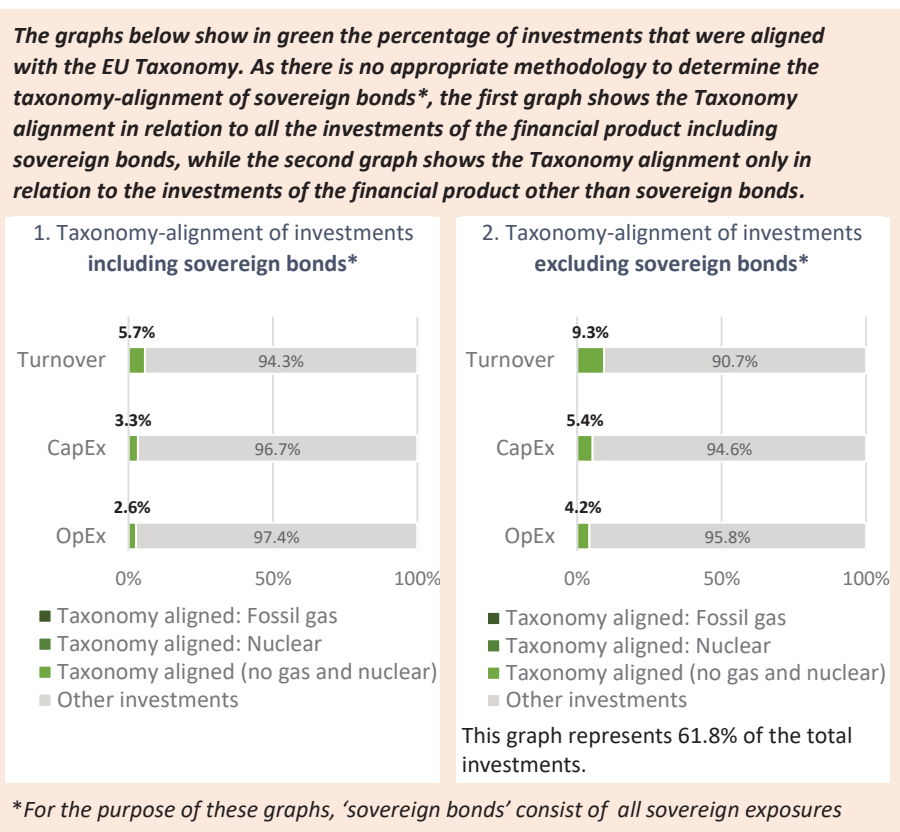 The graphs below show in green the percentage of investments that were aligned
with the EU Taxonomy. As there is no appropriate methodology to determine the
taxonomy-alignment of sovereign bonds*, the first graph shows the Taxonomy
alignment in relation to all the investments of the financial product including
sovereign bonds, while the second graph shows the Taxonomy alignment only in
relation to the investments of the financial product other than sovereign bonds.
1. Taxonomy-alignment of investments
including sovereign bonds*
5.7%
Turnover
94.3%
3.3%
CapEx
96.7%
2.6%
OpEx
97.4%
0% 50% 100%
Taxonomy aligned: Fossil gas
Taxonomy aligned: Nuclear
Taxonomy aligned (no gas and nuclear)
Other investments
2. Taxonomy-alignment of investments
excluding sovereign bonds*
9.3%
Turnover
90.7%
5.4%
CapEx
94.6%
4.2%
OpEx
95.8%
0% 50% 100%
Taxonomy aligned: Fossil gas
Taxonomy aligned: Nuclear
Taxonomy aligned (no gas and nuclear)
Other investments
This graph represents 61.8% of the total
investments.
*For the purpose of these graphs, ‘sovereign bonds’ consist of all sovereign exposures